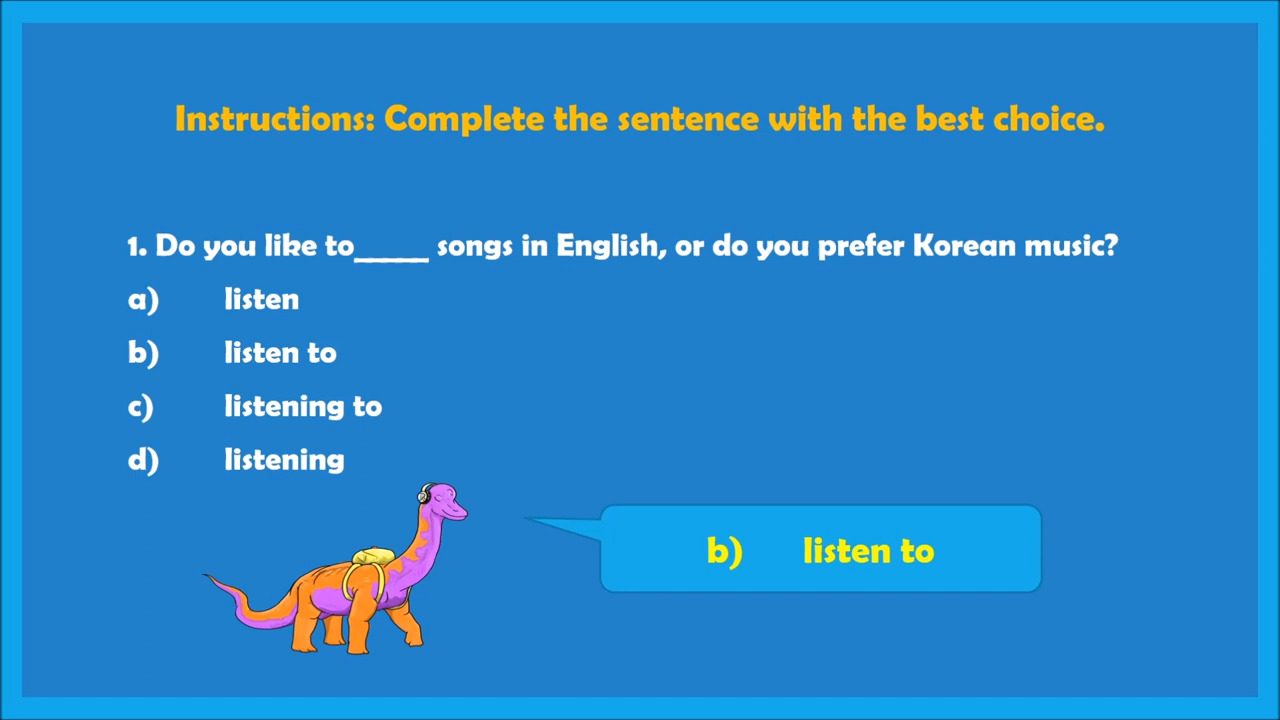 Instructions: Complete the sentence with the best choice.
1. Do you like to_____ songs in English, or do you prefer Korean music?
a) listen
b) listen to
c) listening to
d) listening
b) listen to